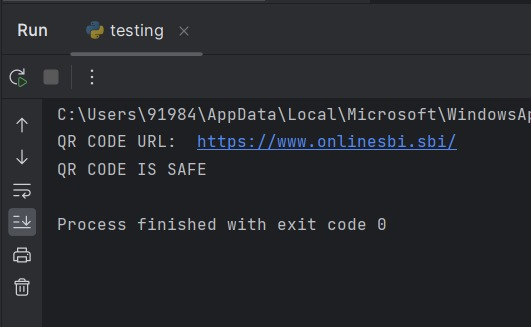 Run
testing
C:\Users\91984\AppData\Local\Microsoft\WindowsAp
QR CODE URL:  https://www.onlinesbi.sbi/
QR CODE IS SAFE
Process finished with exit code 0